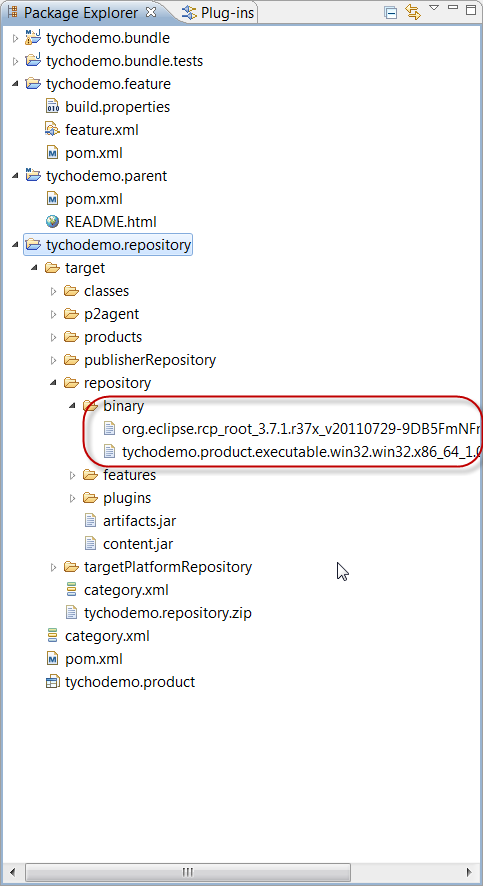 Package Explorer Plug-ins
tychodemo.bundle
tychodemo.bundle.tests
tychodemo.feature
build.properties
feature.xml
pom.xml
tychodemo.parent
pom.xml
README.html
tychodemo.repository
target
classes
p2agent
products
publisherRepository
repository
binary
org.eclipse.rcp_root_3.7.1.r37x_v20110729-9DB5FmNFn
tychodemo.product.executable.win32.win32.x86_64_1.0
features
plugins
artifacts.jar
content.jar
targetPlatformRepository
category.xml
tychodemo.repository.zip
category.xml
pom.xml
tychodemo.product